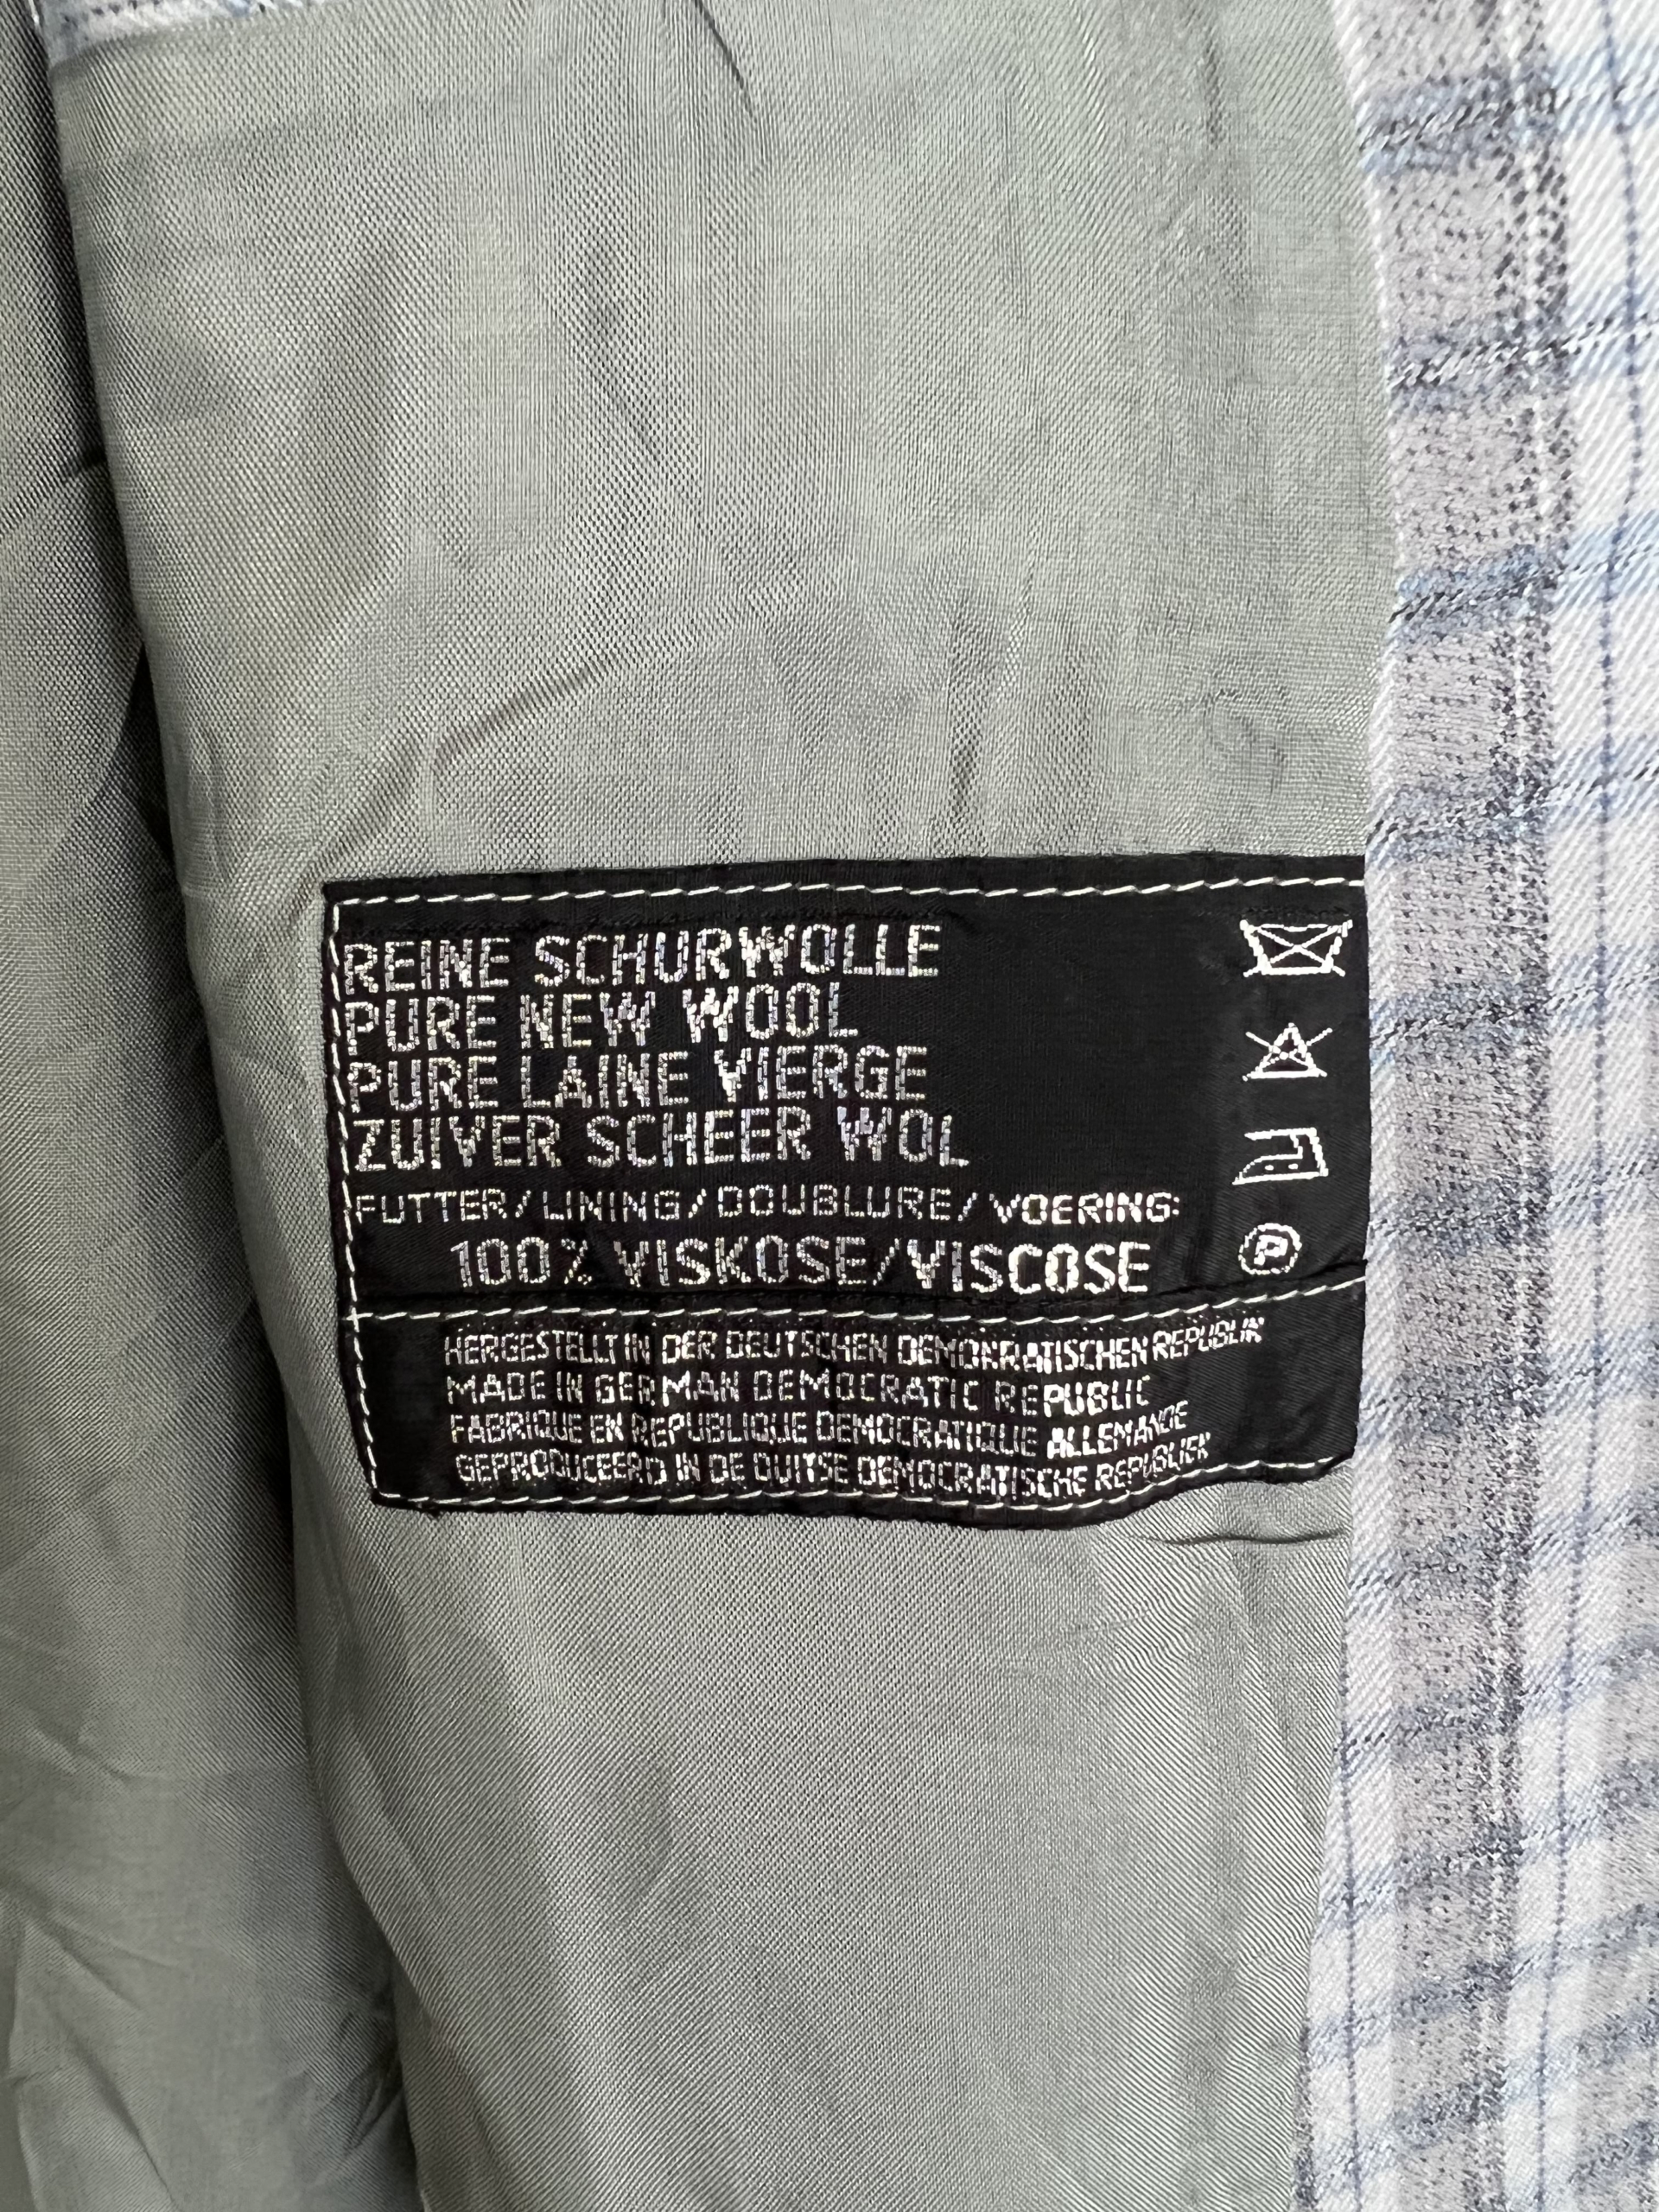 REINE SCHURWOLLE
PURE NEW WOOL
PURE LAINE VIERGE
ZUIVER SCHEER WOL
FUTTER/LINING/DOUBLURE/VOERING:
100% VISKOSE/VISCOSE
P
HERGESTELLT IN DER DEUTSCHEN DEMOKRATISCHEN REPUBLIK
MADE IN GERMAN DEMOCRATIC REPUBLIC
FABRIQUE EN REPUBLIQUE DEMOCRATIQUE ALLEMANDE
GEPRODUCEERD IN DE DUITSE DEMOCRATISCHE REPUBLIEK